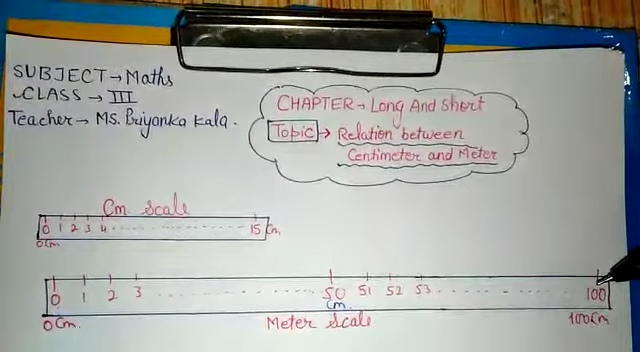 SUBJECT → Maths
CLASS → III
Teacher → Ms. Priyanka Kala.
CHAPTER → Long And Short
Topic → Relation between
Centimeter and Meter
Cm scale
0 1 2 3 4 15 Cm
0Cm
0 1 2 3 50 51 52 53 100
Cm.
0Cm. Meter Scale 100Cm